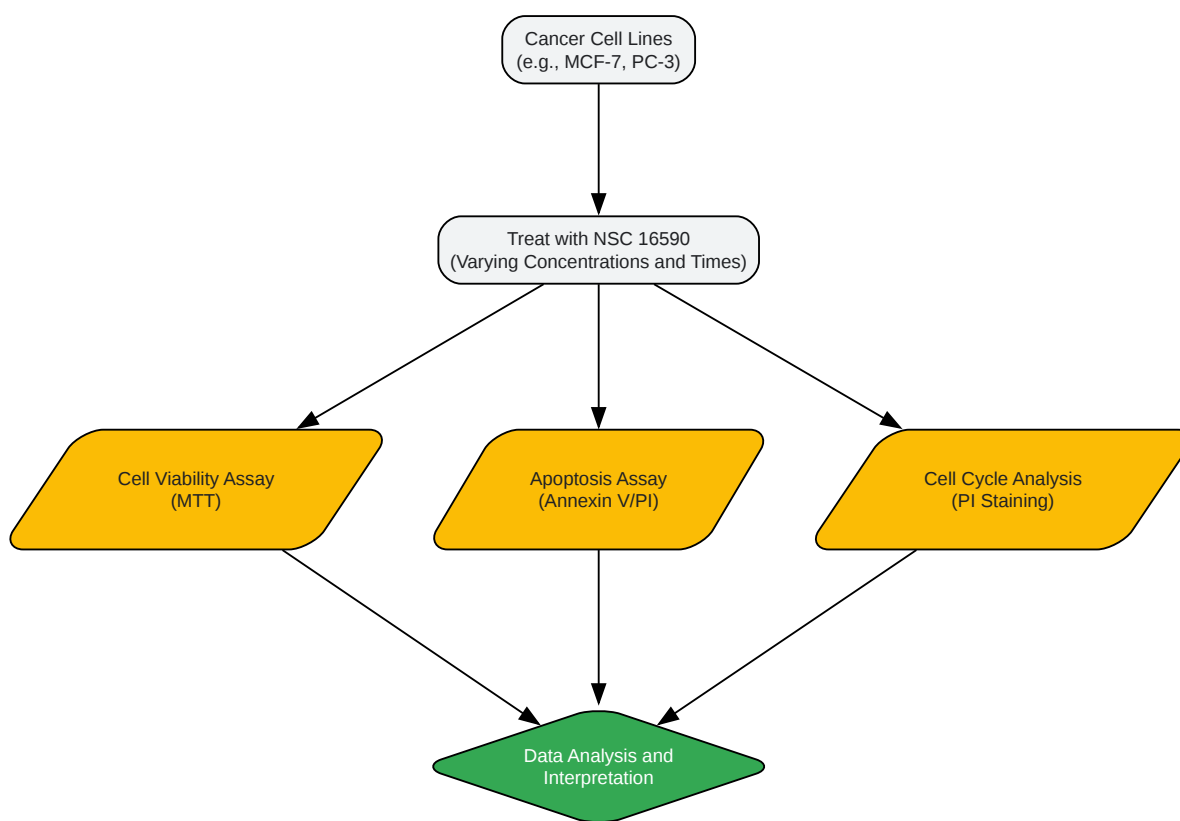 Cancer Cell Lines
(e.g., MCF-7, PC-3)
Treat with NSC 16590
(Varying Concentrations and Times)
Cell Viability Assay
(MTT)
Apoptosis Assay
(Annexin V/PI)
Cell Cycle Analysis
(PI Staining)
Data Analysis and
Interpretation